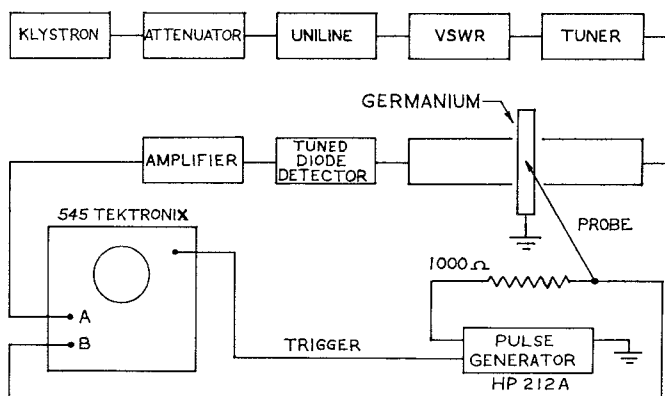 KLYSTRON
ATTENUATOR
UNILINE
VSWR
TUNER
GERMANIUM
AMPLIFIER
TUNED
DIODE
DETECTOR
545 TEKTRONIX
PROBE
1000 Ω
A
B
TRIGGER
PULSE
GENERATOR
HP 212A